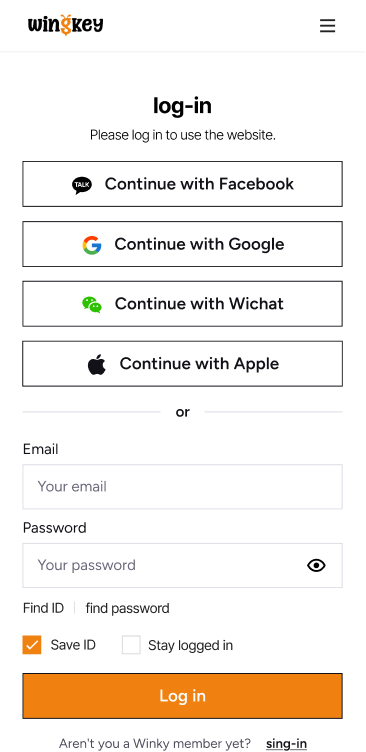 wingkey
log-in
Please log in to use the website.
TALK Continue with Facebook
Continue with Google
Continue with Wichat
Continue with Apple
or
Email
Your email
Password
Your password
Find ID find password
Save ID Stay logged in
Log in
Aren't you a Winky member yet? sing-in